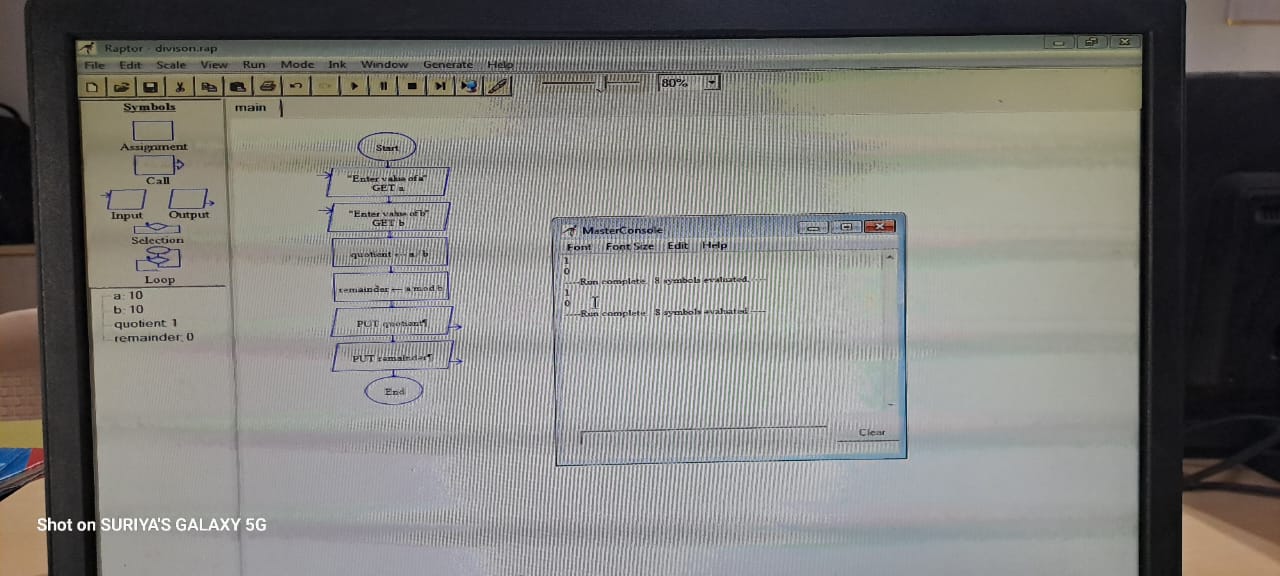 Raptor - divison.rap
File Edit Scale View Run Mode Ink Window Generate Help
80%
Symbols
Assignment
Call
Input Output
Selection
Loop
a: 10
b: 10
quotient: 1
remainder: 0
main
Start
"Enter value of a"
GET a
"Enter value of b"
GET b
quotient ← a / b
remainder ← a mod b
PUT quotient¶
PUT remainder¶
End
MasterConsole
Font Font Size Edit Help
1
0
----Run complete. 8 symbols evaluated.----
1
0
----Run complete. 8 symbols evaluated.----
Clear
Shot on SURIYA'S GALAXY 5G